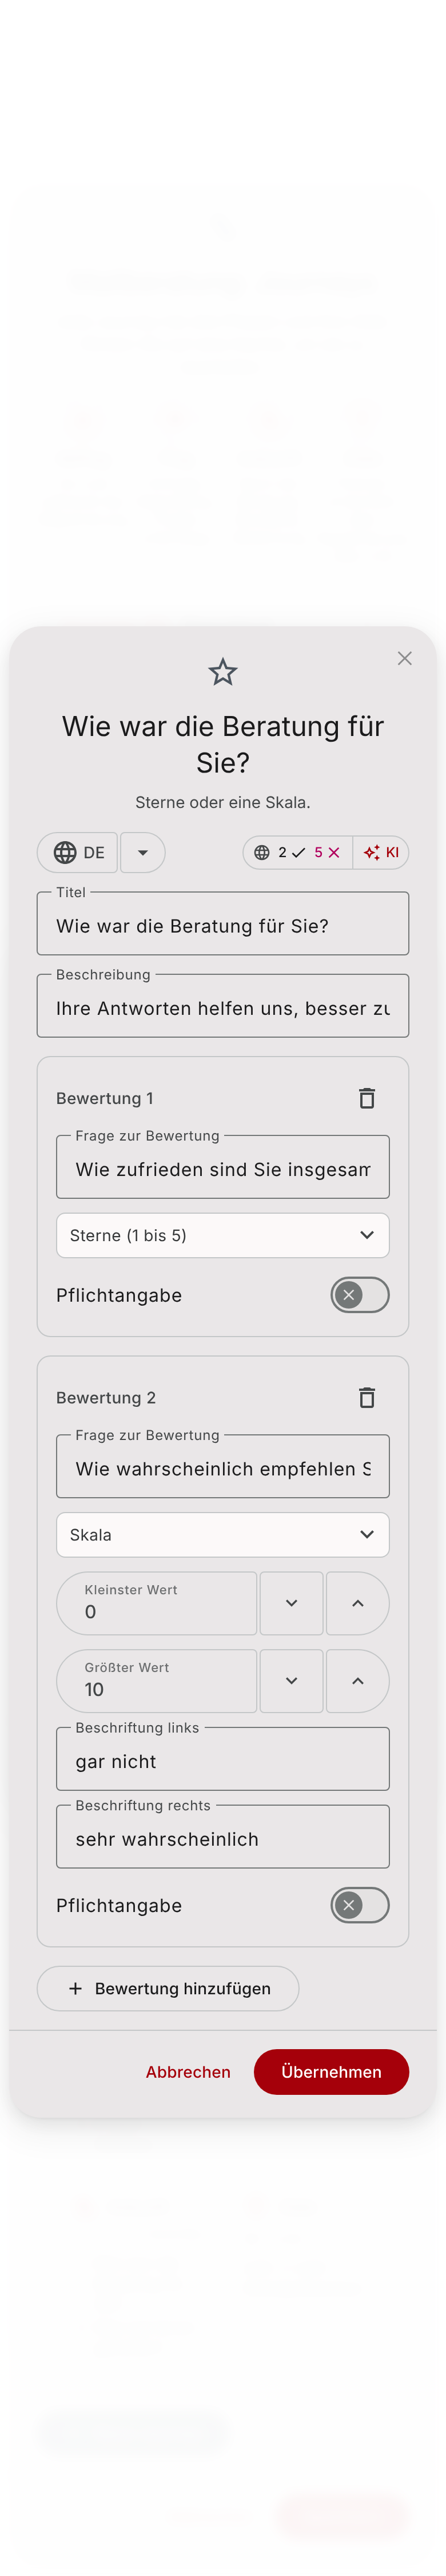 Wie war die Beratung für
Sie?
Sterne oder eine Skala.
DE
2 5 KI
Titel
Wie war die Beratung für Sie?
Beschreibung
Ihre Antworten helfen uns, besser zu
Bewertung 1
Frage zur Bewertung
Wie zufrieden sind Sie insgesam
Sterne (1 bis 5)
Pflichtangabe
Bewertung 2
Frage zur Bewertung
Wie wahrscheinlich empfehlen S
Skala
Kleinster Wert
0
Größter Wert
10
Beschriftung links
gar nicht
Beschriftung rechts
sehr wahrscheinlich
Pflichtangabe
Bewertung hinzufügen
Abbrechen Übernehmen